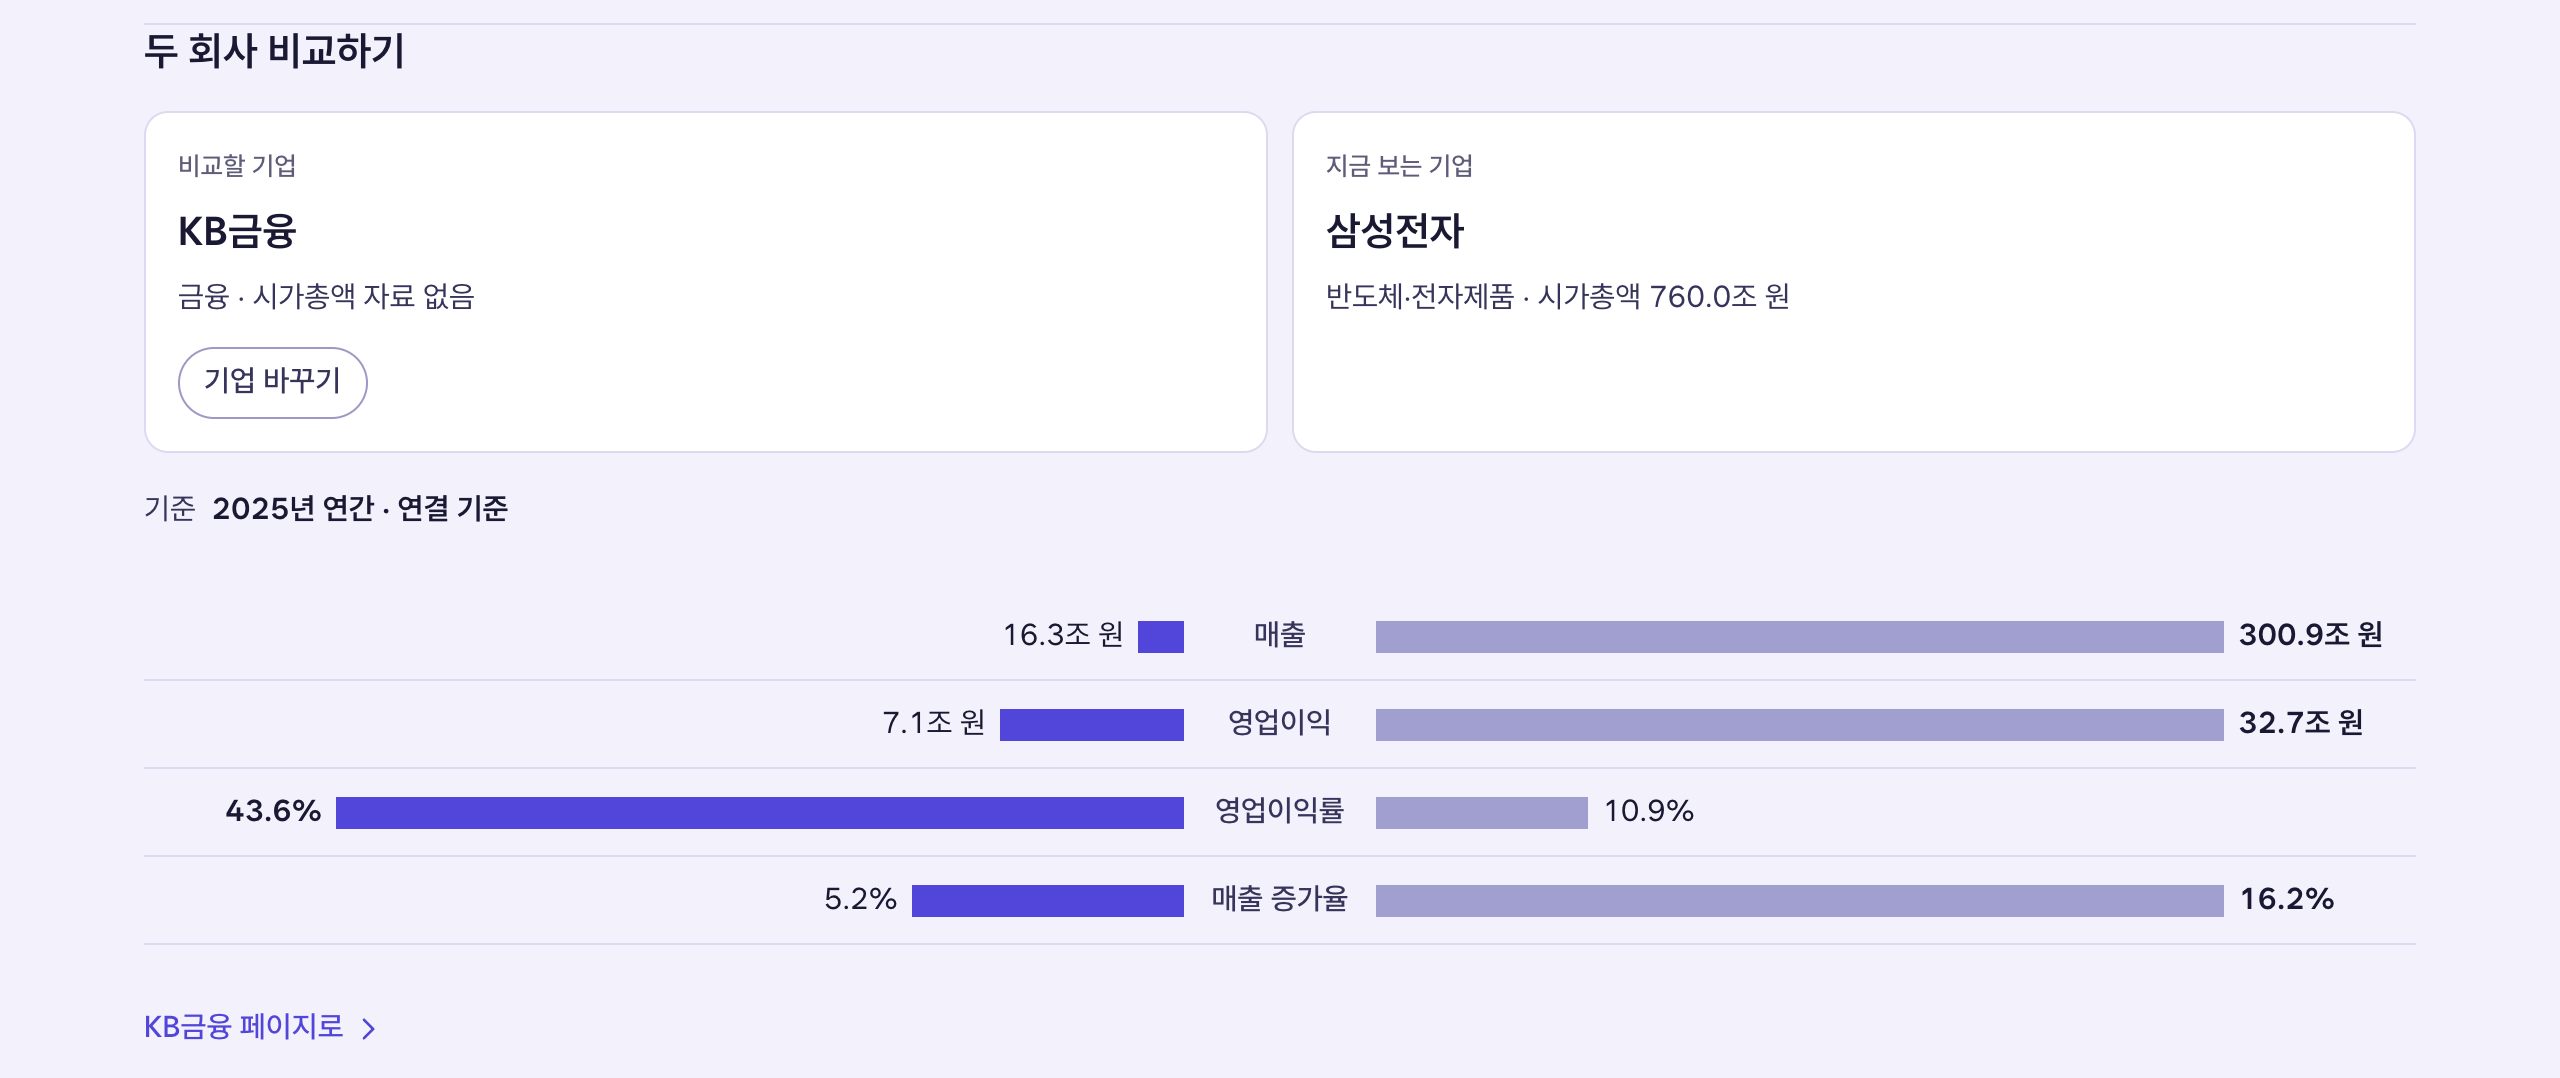 두 회사 비교하기
비교할 기업
KB금융
금융 · 시가총액 자료 없음
기업 바꾸기
지금 보는 기업
삼성전자
반도체·전자제품 · 시가총액 760.0조 원
기준 2025년 연간 · 연결 기준
16.3조 원 매출 300.9조 원
7.1조 원 영업이익 32.7조 원
43.6% 영업이익률 10.9%
5.2% 매출 증가율 16.2%
KB금융 페이지로